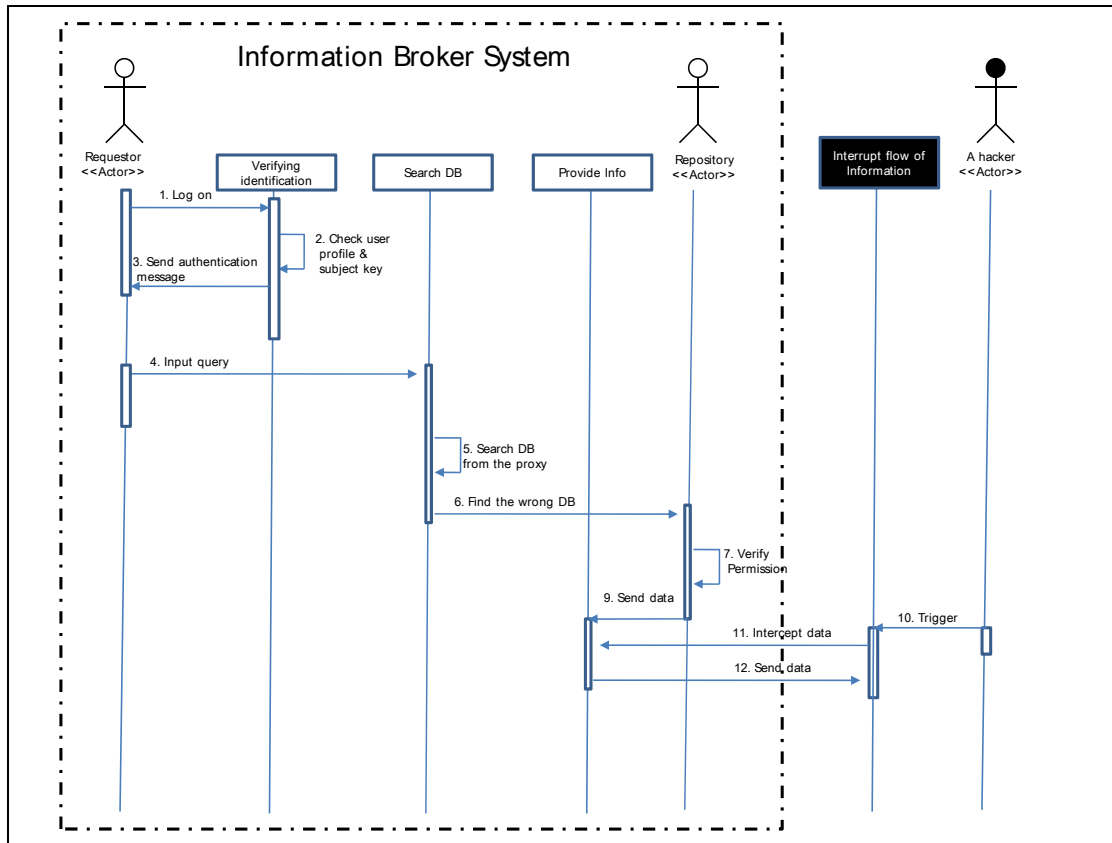 Information Broker System
Requestor
<<Actor>>
Verifying
identification
Search DB
Provide Info
Repository
<<Actor>>
Interrupt flow of
Information
A hacker
<<Actor>>
1. Log on
2. Check user
profile &
subject key
3. Send authentication
message
4. Input query
5. Search DB
from the proxy
6. Find the wrong DB
7. Verify
Permission
9. Send data
10. Trigger
11. Intercept data
12. Send data